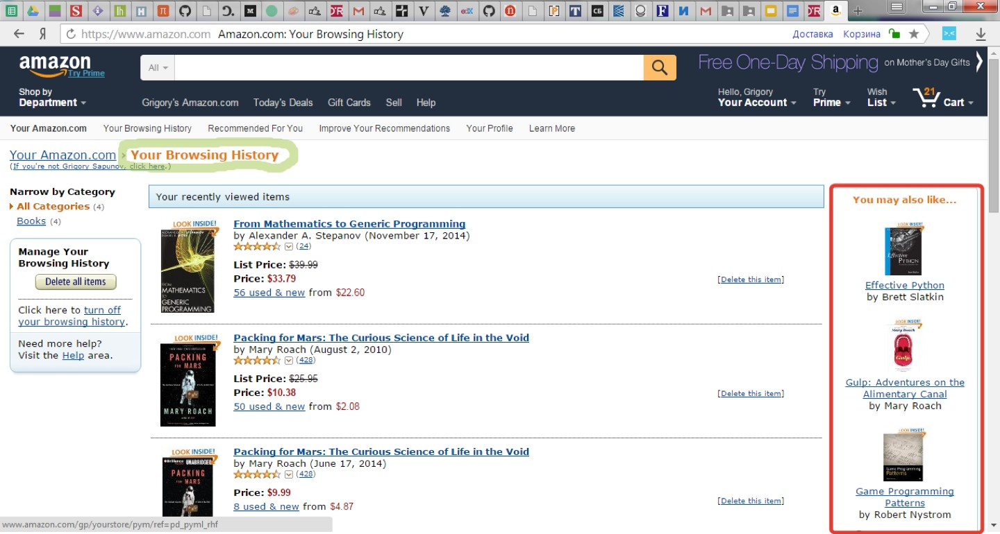 https://www.amazon.com Amazon.com: Your Browsing History Доставка Корзина
amazon
Try Prime
All
Free One-Day Shipping on Mother's Day Gifts
Shop by
Department
Grigory's Amazon.com Today's Deals Gift Cards Sell Help
Hello, Grigory
Your Account
Try
Prime
Wish
List
21
Cart
Your Amazon.com Your Browsing History Recommended For You Improve Your Recommendations Your Profile Learn More
Your Amazon.com › Your Browsing History
(If you're not Grigory Sapunov, click here.)
Narrow by Category
All Categories (4)
Books (4)
Manage Your
Browsing History
Delete all items
Click here to turn off
your browsing history.
Need more help?
Visit the Help area.
Your recently viewed items
LOOK INSIDE!
FROM
MATHEMATICS
TO
GENERIC
PROGRAMMING
From Mathematics to Generic Programming
by Alexander A. Stepanov (November 17, 2014)
(24)
List Price: $39.99
Price: $33.79
56 used & new from $22.60
[Delete this item]
LOOK INSIDE!
PACKING
FOR MARS
MARY ROACH
Packing for Mars: The Curious Science of Life in the Void
by Mary Roach (August 2, 2010)
(428)
List Price: $25.95
Price: $10.38
50 used & new from $2.08
[Delete this item]
LOOK INSIDE!
Brilliance UNABRIDGED
PACKING
FOR MARS
Packing for Mars: The Curious Science of Life in the Void
by Mary Roach (June 17, 2014)
(428)
Price: $9.99
8 used & new from $4.87
[Delete this item]
You may also like...
LOOK INSIDE!
Effective
PYTHON
Effective Python
by Brett Slatkin
LOOK INSIDE!
Mary Roach
Gulp.
Gulp: Adventures on the
Alimentary Canal
by Mary Roach
LOOK INSIDE!
Game Programming
Patterns
Game Programming
Patterns
by Robert Nystrom
www.amazon.com/gp/yourstore/pym/ref=pd_pyml_rhf